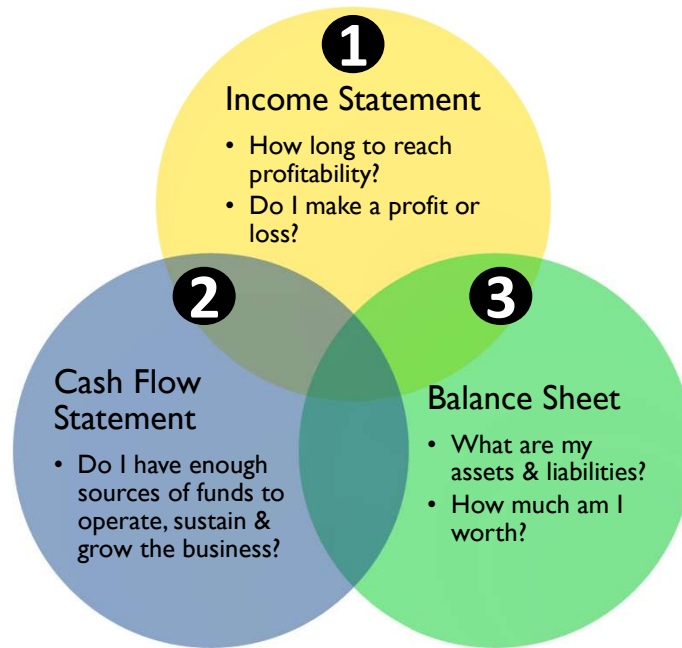 1
Income Statement
• How long to reach
profitability?
• Do I make a profit or
loss?
2
Cash Flow
Statement
• Do I have enough
sources of funds to
operate, sustain &
grow the business?
3
Balance Sheet
• What are my
assets & liabilities?
• How much am I
worth?